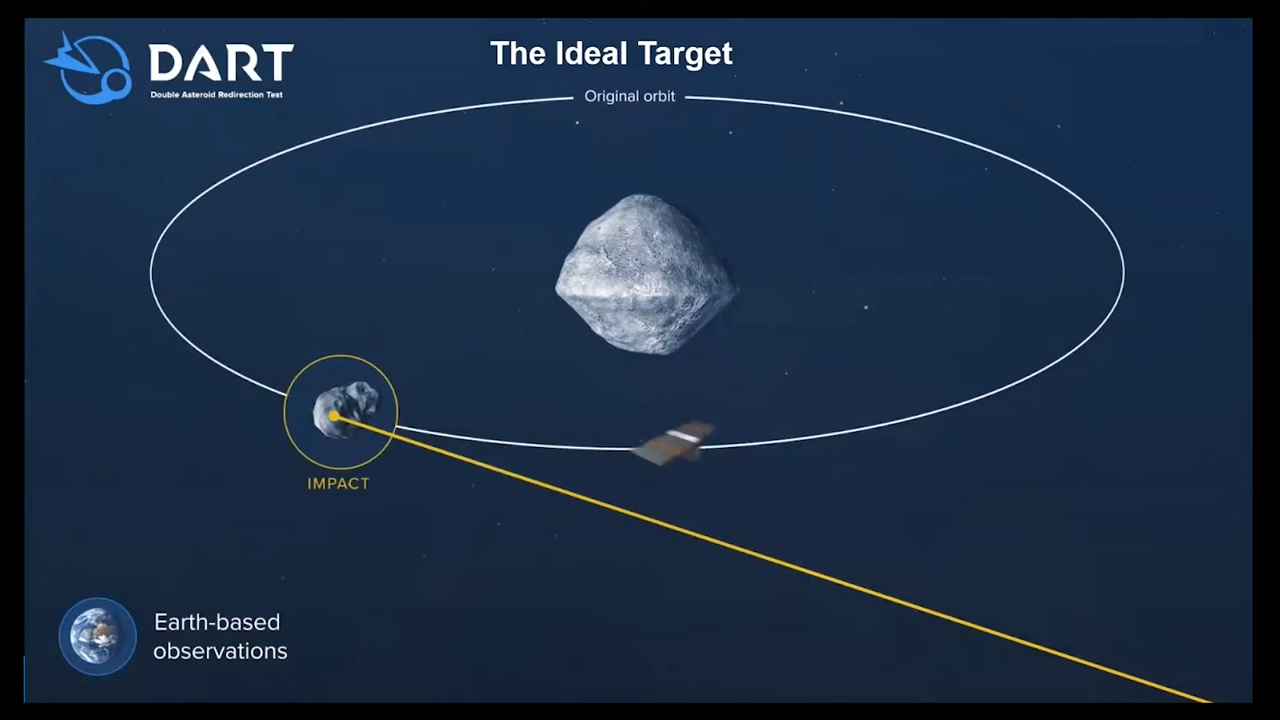 DART
Double Asteroid Redirection Test
The Ideal Target
Original orbit
IMPACT
Earth-based
observations